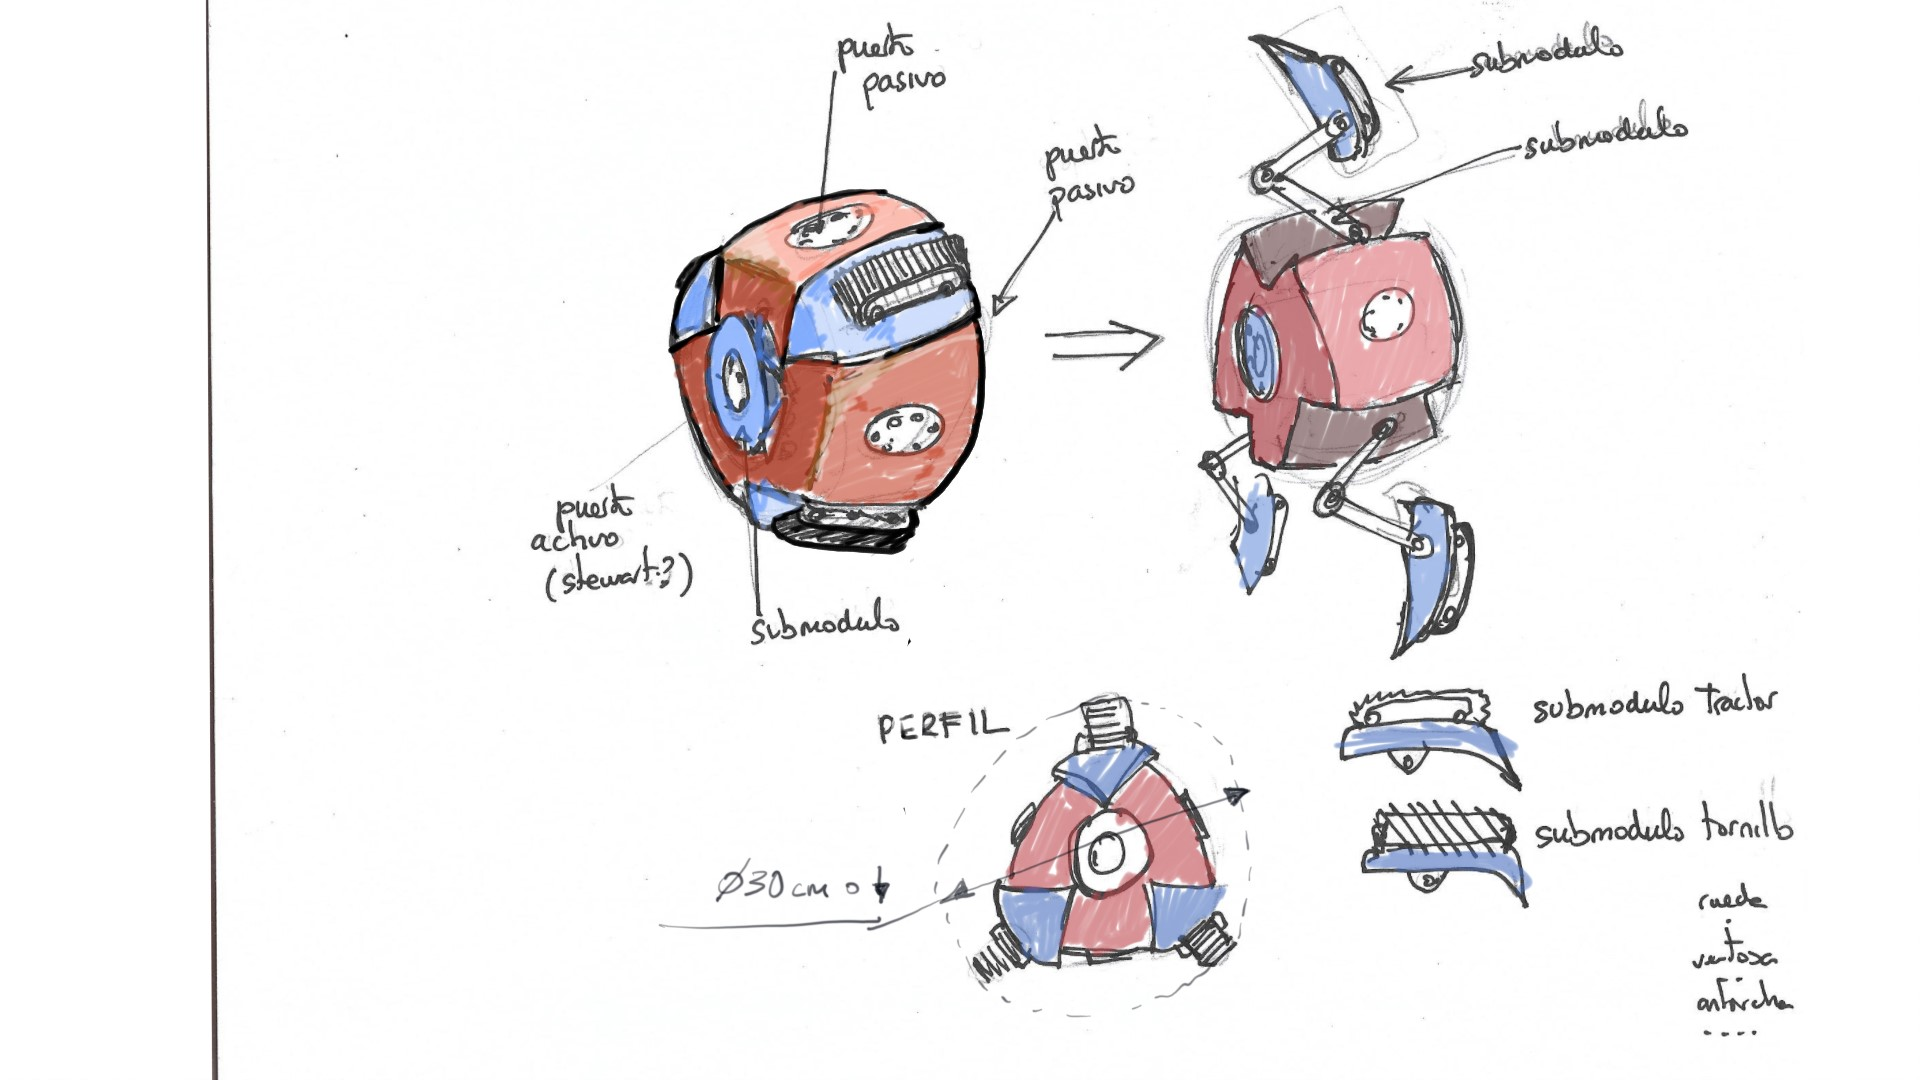 puerto
pasivo
puerto
pasivo
submodulo
submodulo
puerto
activo
(stewart?)
submodulo
PERFIL
Ø30 cm o
submodulo tractor
submodulo tornillo
rueda
ventosa
antorcha
....